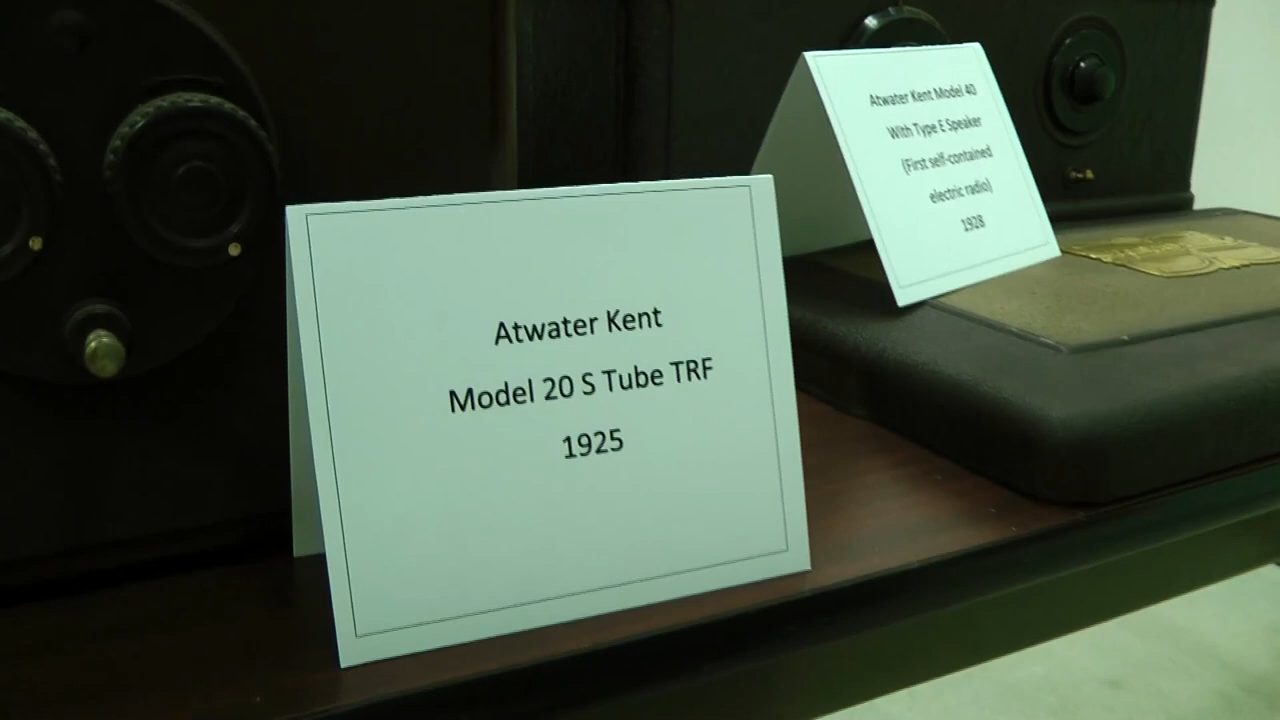 Atwater Kent
Model 20 S Tube TRF
1925
Atwater Kent Model 40
With Type E Speaker
(First self-contained
electric radio)
1928